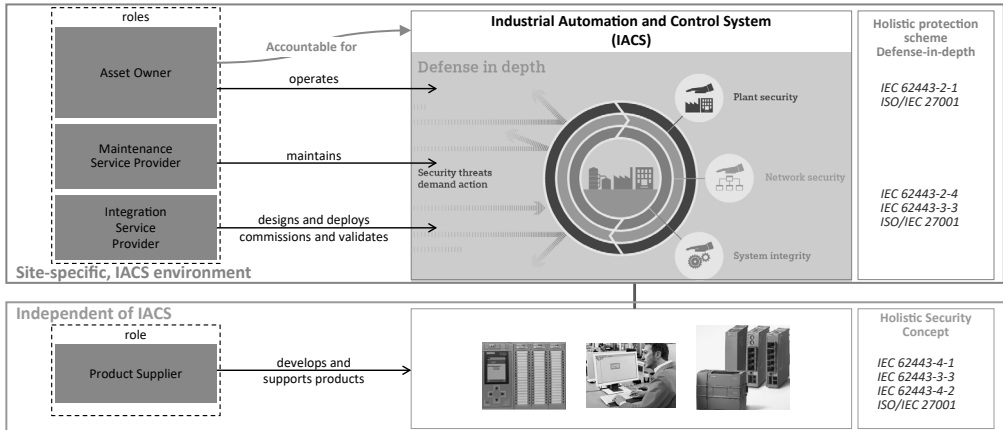 roles
Asset Owner
Accountable for
operates
Maintenance
Service Provider
maintains
Integration
Service
Provider
designs and deploys
commissions and validates
Site-specific, IACS environment
Industrial Automation and Control System
(IACS)
Defense in depth
Security threats
demand action
Plant security
Network security
System integrity
Holistic protection
scheme
Defense-in-depth
IEC 62443-2-1
ISO/IEC 27001
IEC 62443-2-4
IEC 62443-3-3
ISO/IEC 27001
Independent of IACS
role
Product Supplier
develops and
supports products
Holistic Security
Concept
IEC 62443-4-1
IEC 62443-3-3
IEC 62443-4-2
ISO/IEC 27001